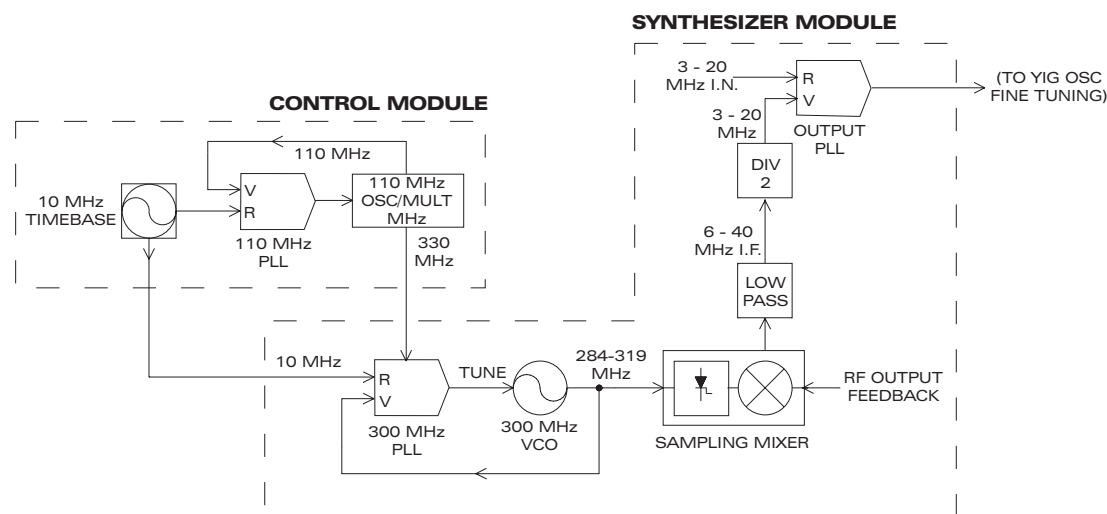 SYNTHESIZER MODULE
3 - 20
MHz I.N.
R
V
OUTPUT
PLL
(TO YIG OSC
FINE TUNING)
3 - 20
MHz
DIV
2
6 - 40
MHz I.F.
LOW
PASS
CONTROL MODULE
110 MHz
10 MHz
TIMEBASE
V
R
110 MHz
PLL
110 MHz
OSC/MULT
MHz
330
MHz
10 MHz
R
V
300 MHz
PLL
TUNE
300 MHz
VCO
284-319
MHz
SAMPLING MIXER
RF OUTPUT
FEEDBACK